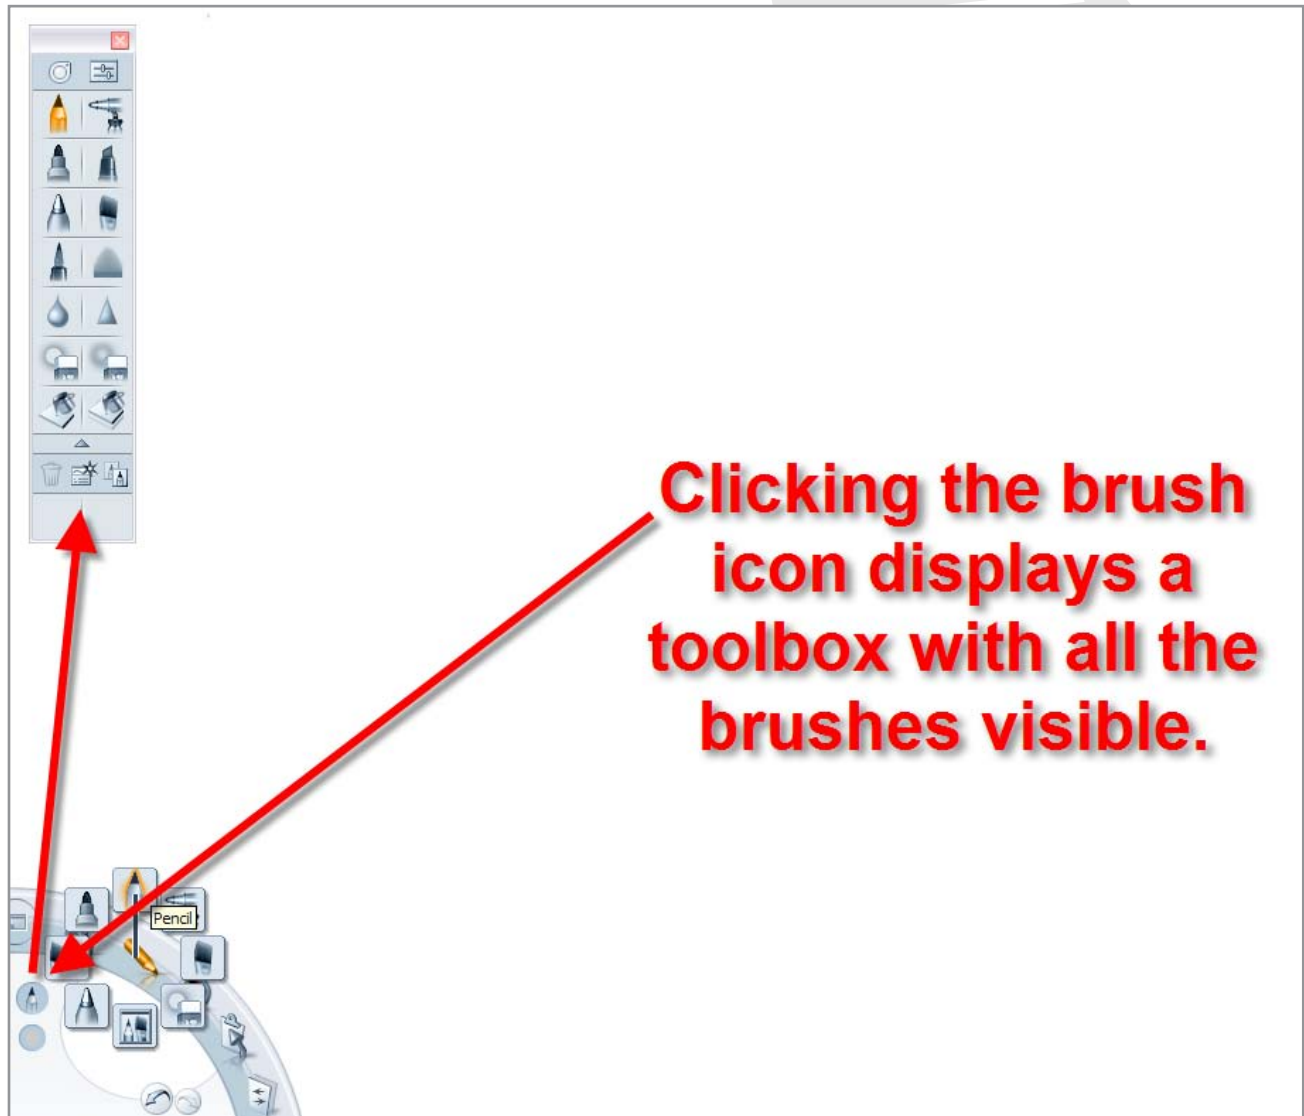 Clicking the brush
icon displays a
toolbox with all the
brushes visible.
Pencil